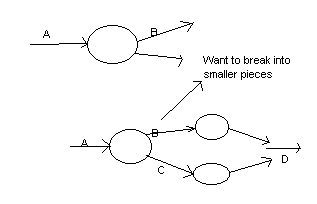 A
B
Want to break into
smaller pieces
A
B
C
D